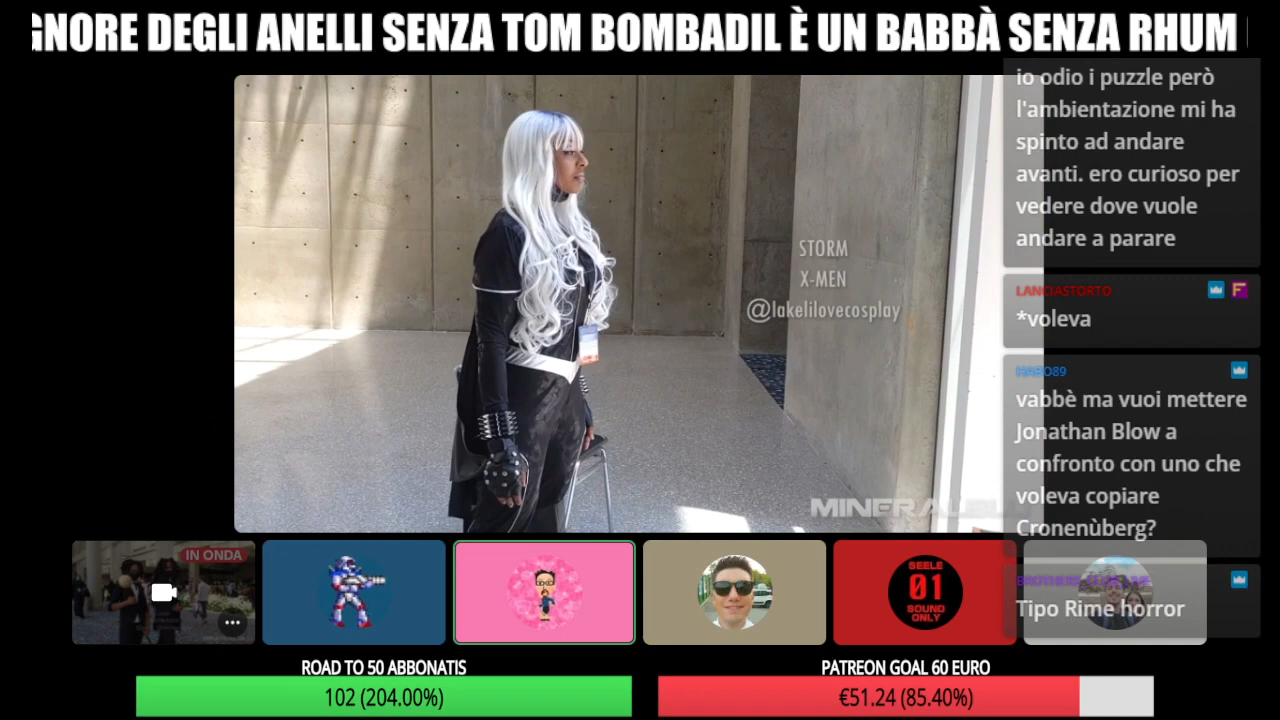 GNORE DEGLI ANELLI SENZA TOM BOMBADIL È UN BABBÀ SENZA RHUM
io odio i puzzle però
l'ambientazione mi ha
spinto ad andare
avanti. ero curioso per
vedere dove vuole
andare a parare
STORM
X-MEN
@lakelilovecosplay
LANCIASTORTO
*voleva
HABO89
vabbè ma vuoi mettere
Jonathan Blow a
confronto con uno che
voleva copiare
Cronenùberg?
IN ONDA
SEELE
01
SOUND
ONLY
Tipo Rime horror
ROAD TO 50 ABBONATIS
102 (204.00%)
PATREON GOAL 60 EURO
€51.24 (85.40%)